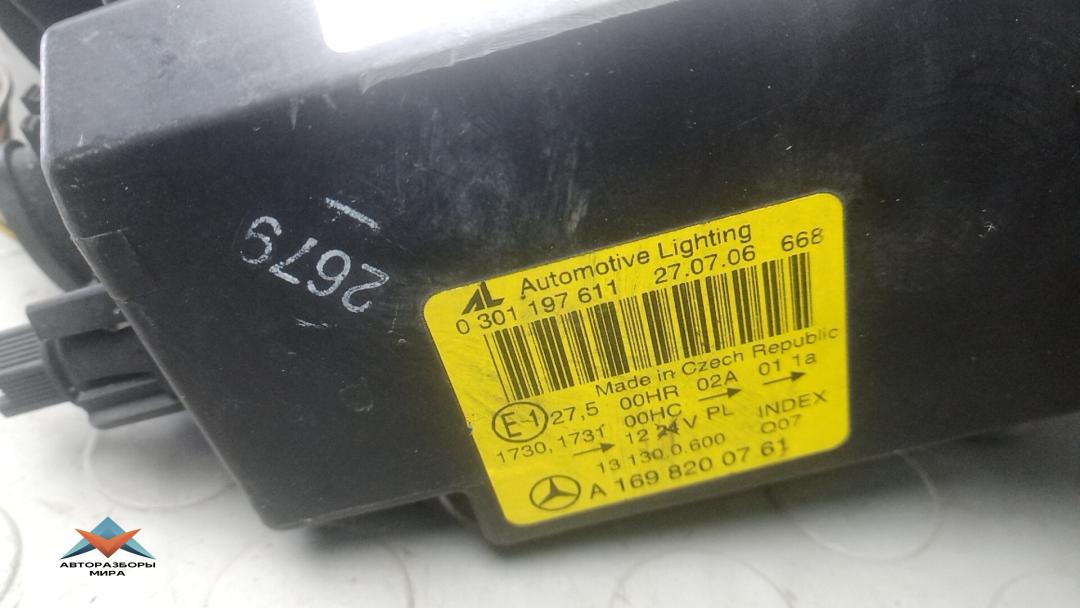 2679
AL Automotive Lighting
0 301 197 611 27.07.06 668
Made in Czech Republic
E1 27,5 00HR 02A 01 1a
1730, 1731 00HC
12 24V PL INDEX
13 130 0.600 Q07
A 169 820 07 61
АВТОРАЗБОРЫ
МИРА